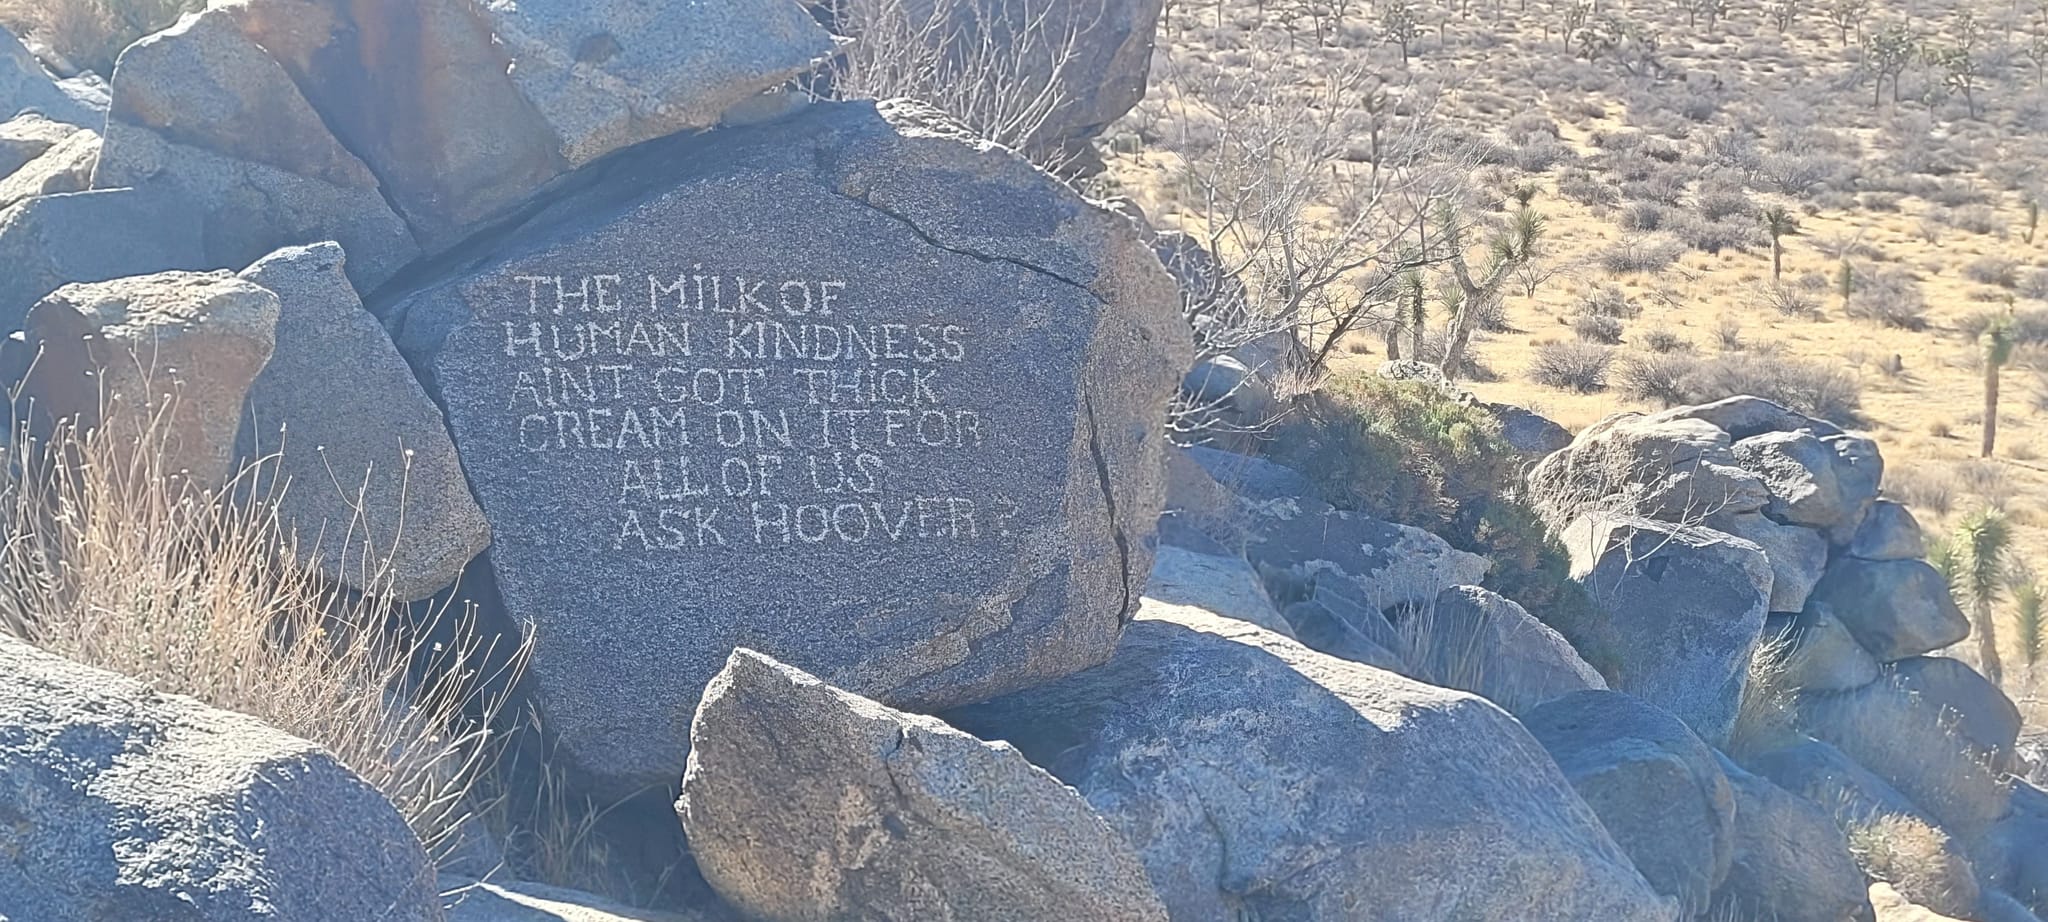 THE MiLK OF
HUMAN KINDNESS
AINT GOT THiCK
CREAM ON IT FOR
ALL OF US
ASK HOOVER ?